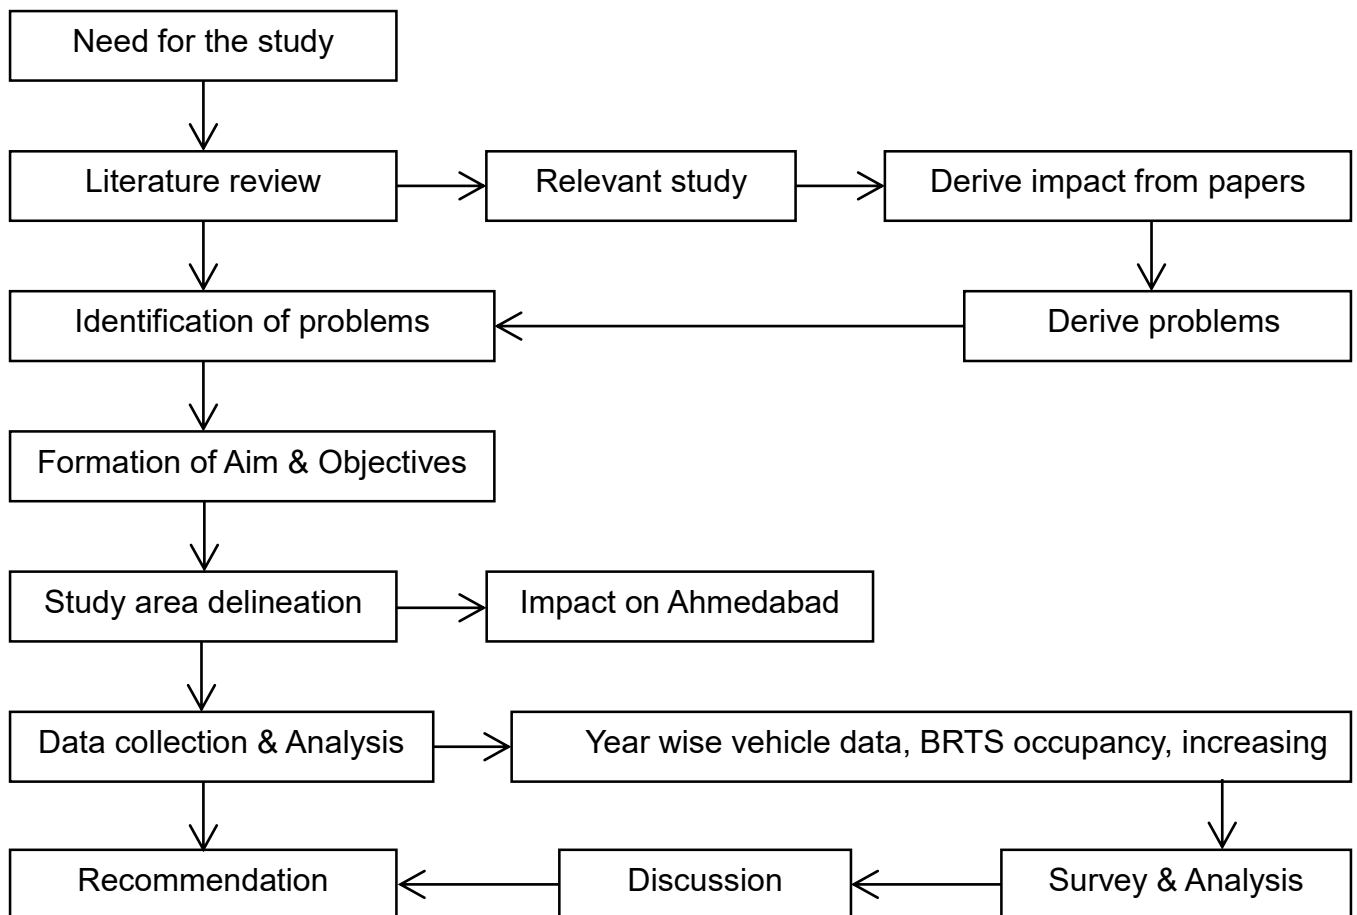 Need for the study
Literature review
Relevant study
Derive impact from papers
Identification of problems
Derive problems
Formation of Aim & Objectives
Study area delineation
Impact on Ahmedabad
Data collection & Analysis
Year wise vehicle data, BRTS occupancy, increasing
Recommendation
Discussion
Survey & Analysis